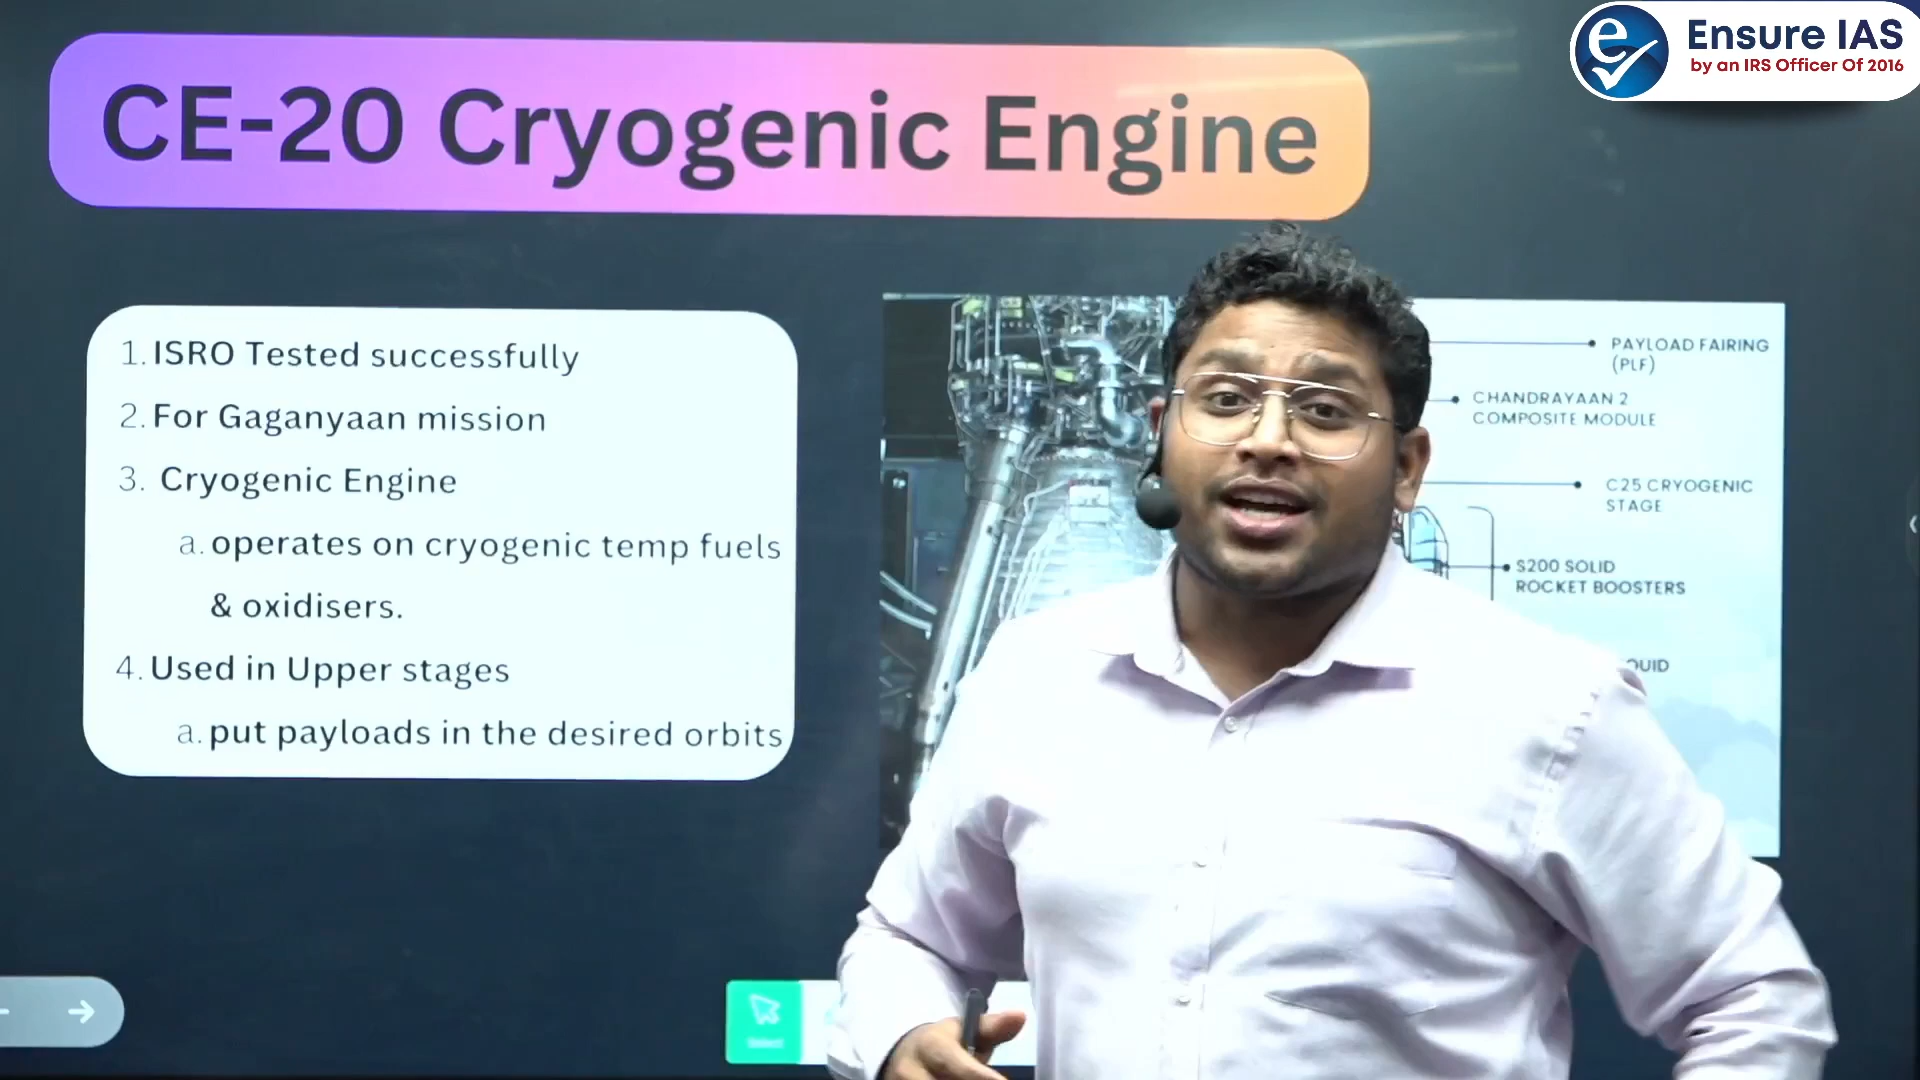 Ensure IAS
by an IRS Officer Of 2016
CE-20 Cryogenic Engine
1. ISRO Tested successfully
2. For Gaganyaan mission
3. Cryogenic Engine
a. operates on cryogenic temp fuels
& oxidisers.
4. Used in Upper stages
a. put payloads in the desired orbits
PAYLOAD FAIRING
(PLF)
CHANDRAYAAN 2
COMPOSITE MODULE
C25 CRYOGENIC
STAGE
S200 SOLID
ROCKET BOOSTERS
Select